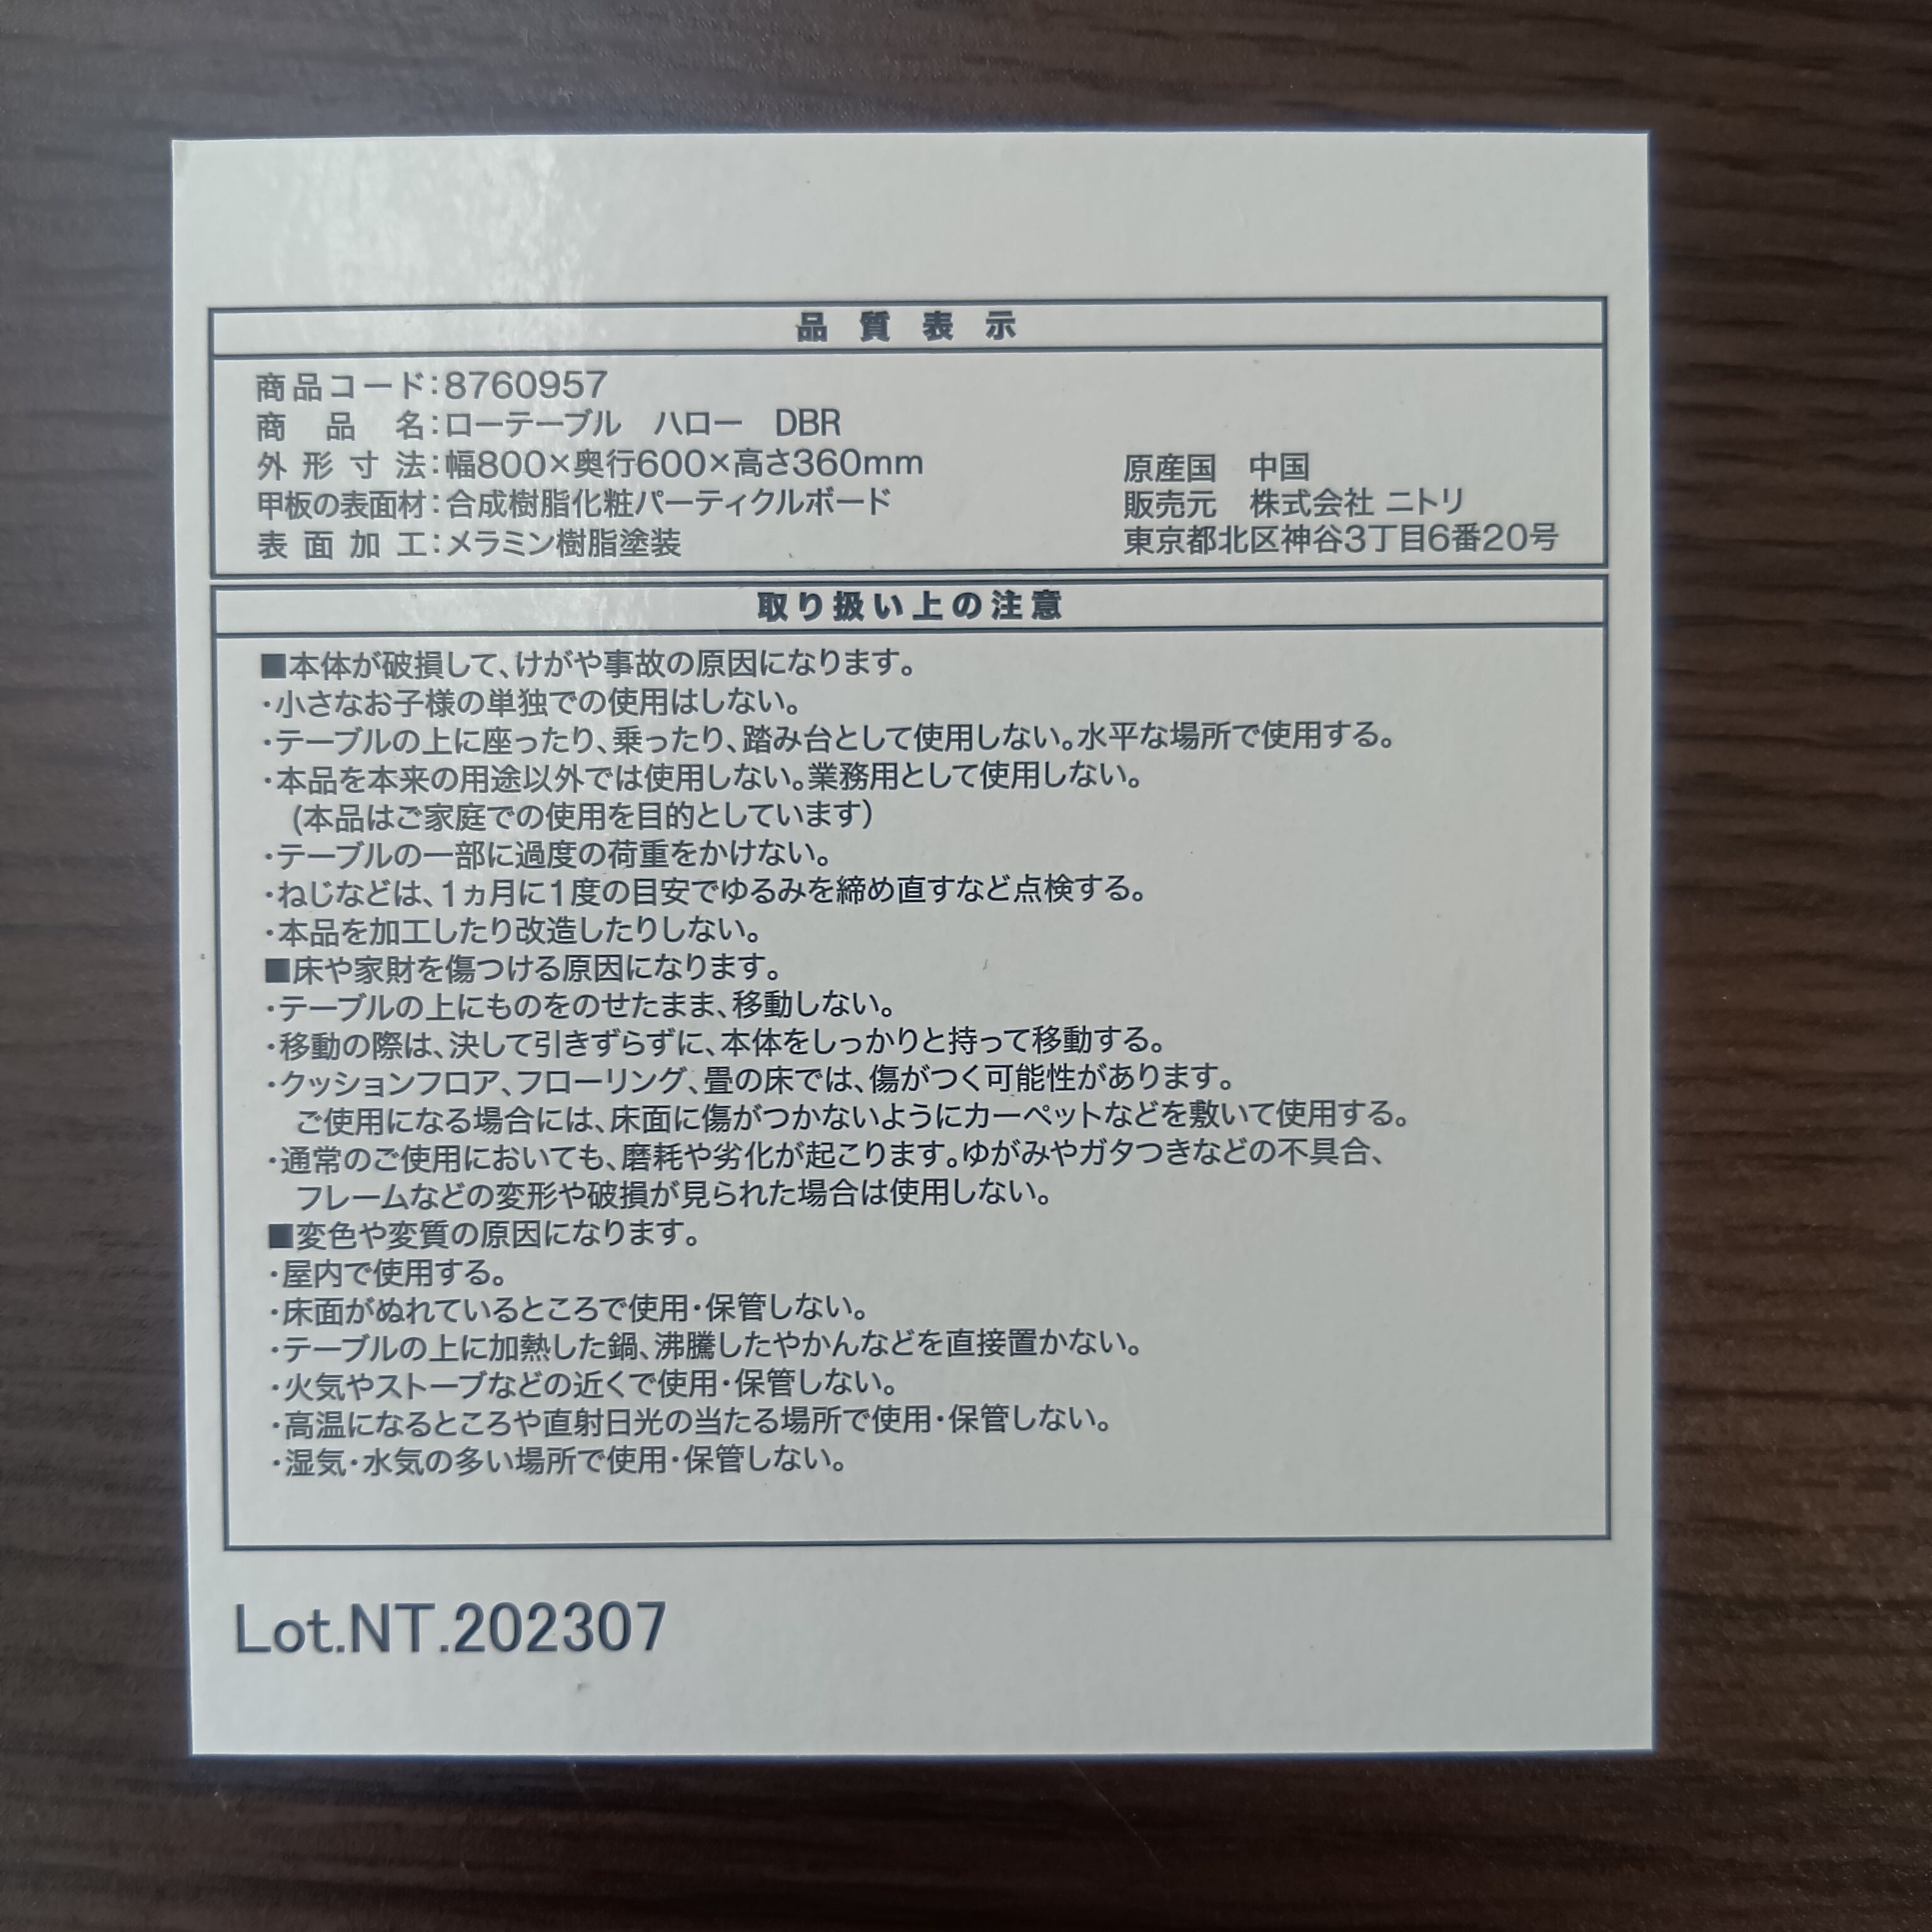 品質表示
商品コード:8760957
商品名:ローテーブル ハロー DBR
外形寸法:幅800×奥行600×高さ360mm
甲板の表面材:合成樹脂化粧パーティクルボード
表面加工:メラミン樹脂塗装
原産国 中国
販売元 株式会社 ニトリ
東京都北区神谷3丁目6番20号
取り扱い上の注意
■本体が破損して、けがや事故の原因になります。
・小さなお子様の単独での使用はしない。
・テーブルの上に座ったり、乗ったり、踏み台として使用しない。水平な場所で使用する。
・本品を本来の用途以外では使用しない。業務用として使用しない。
(本品はご家庭での使用を目的としています)
・テーブルの一部に過度の荷重をかけない。
・ねじなどは、1ヵ月に1度の目安でゆるみを締め直すなど点検する。
・本品を加工したり改造したりしない。
■床や家財を傷つける原因になります。
・テーブルの上にものをのせたまま、移動しない。
・移動の際は、決して引きずらずに、本体をしっかりと持って移動する。
・クッションフロア、フローリング、畳の床では、傷がつく可能性があります。
ご使用になる場合には、床面に傷がつかないようにカーペットなどを敷いて使用する。
・通常のご使用においても、磨耗や劣化が起こります。ゆがみやガタつきなどの不具合、
フレームなどの変形や破損が見られた場合は使用しない。
■変色や変質の原因になります。
・屋内で使用する。
・床面がぬれているところで使用・保管しない。
・テーブルの上に加熱した鍋、沸騰したやかんなどを直接置かない。
・火気やストーブなどの近くで使用・保管しない。
・高温になるところや直射日光の当たる場所で使用・保管しない。
・湿気・水気の多い場所で使用・保管しない。
Lot.NT.202307